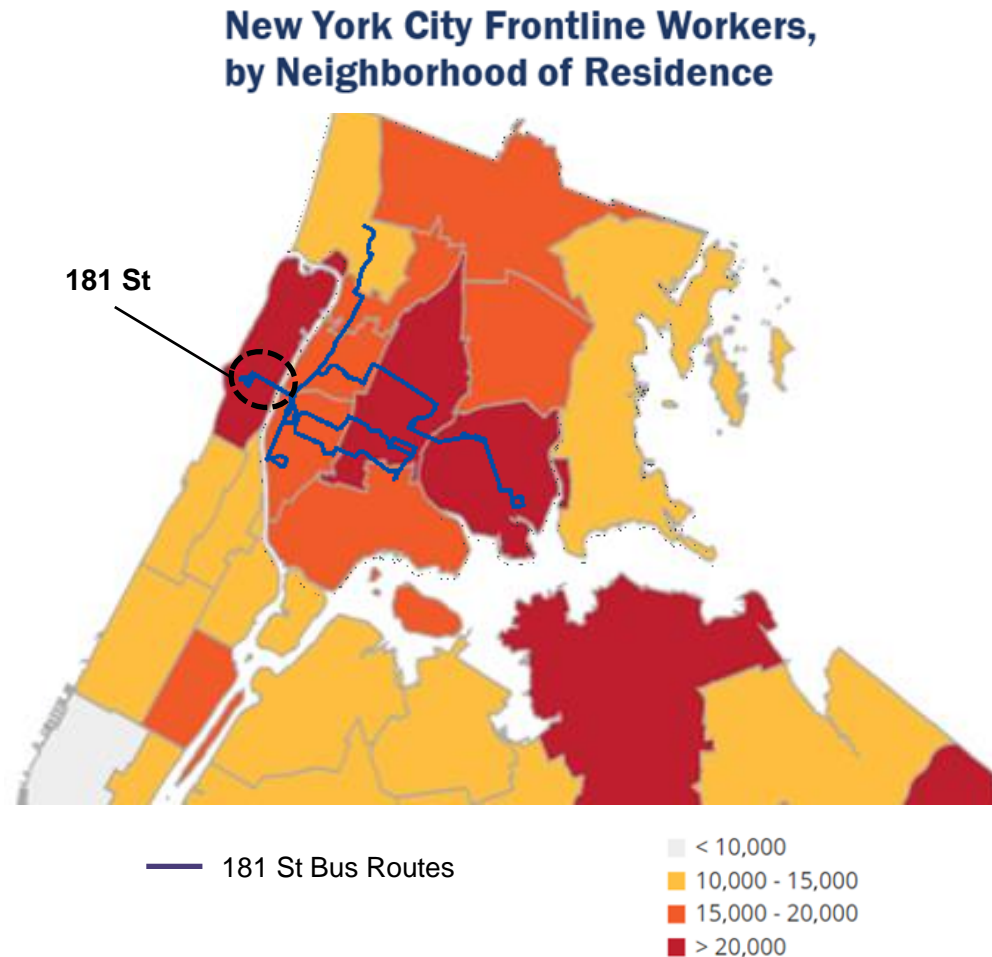 New York City Frontline Workers,
by Neighborhood of Residence
181 St
181 St Bus Routes
< 10,000
10,000 - 15,000
15,000 - 20,000
> 20,000